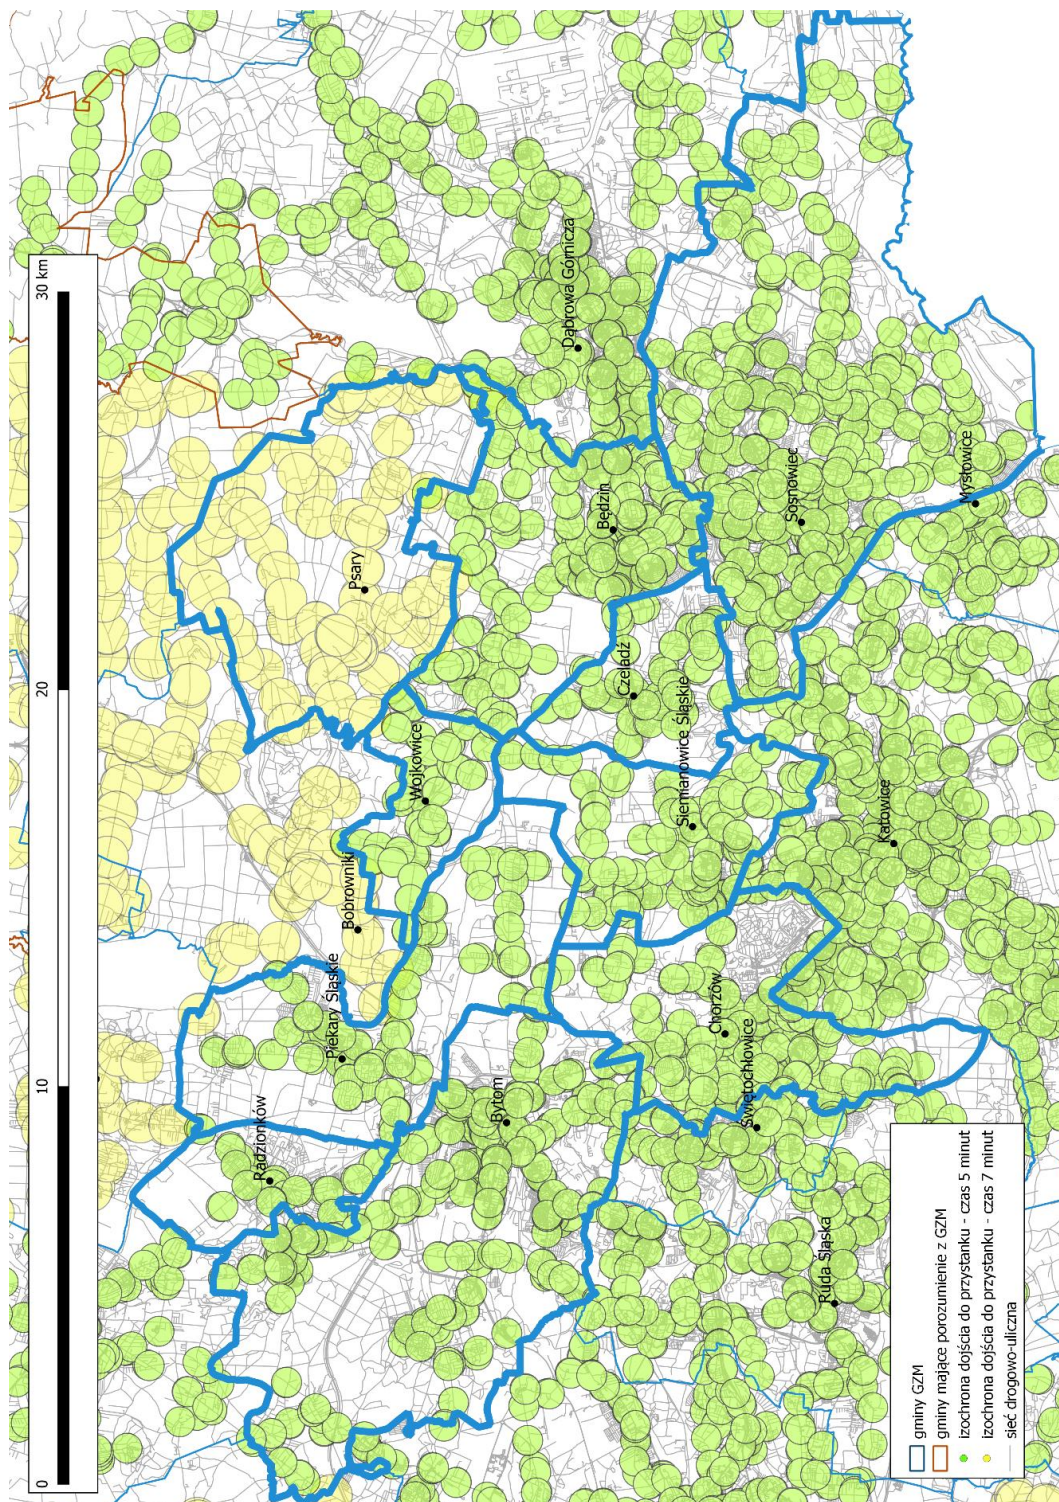 0
10
20
30 km
Radzionków
Piekary Śląskie
Bobrowniki
Wojkowice
Psary
Bytom
Będzin
Dąbrowa Górnicza
Czeladź
Siemianowice Śląskie
Chorzów
Świętochłowice
Sosnowiec
Ruda Śląska
Katowice
Mysłowice
gminy GZM
gminy mające porozumienie z GZM
izochrona dojścia do przystanku - czas 5 minut
izochrona dojścia do przystanku - czas 7 minut
sieć drogowo-uliczna